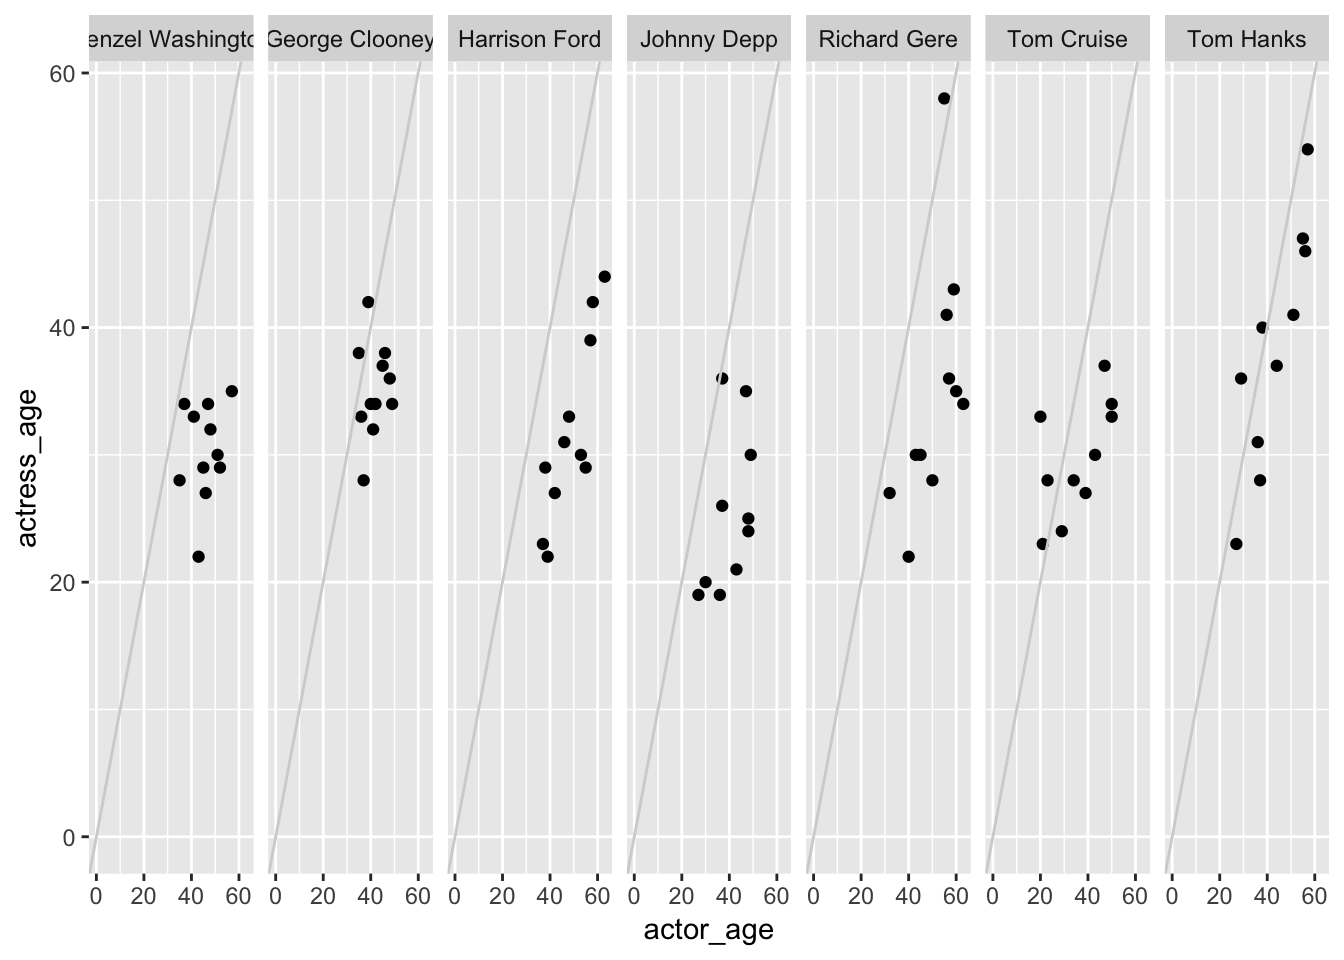 enzel Washingto
George Clooney
Harrison Ford
Johnny Depp
Richard Gere
Tom Cruise
Tom Hanks
60
40
20
0
actress_age
0 20 40 60 0 20 40 60 0 20 40 60 0 20 40 60 0 20 40 60 0 20 40 60 0 20 40 60
actor_age